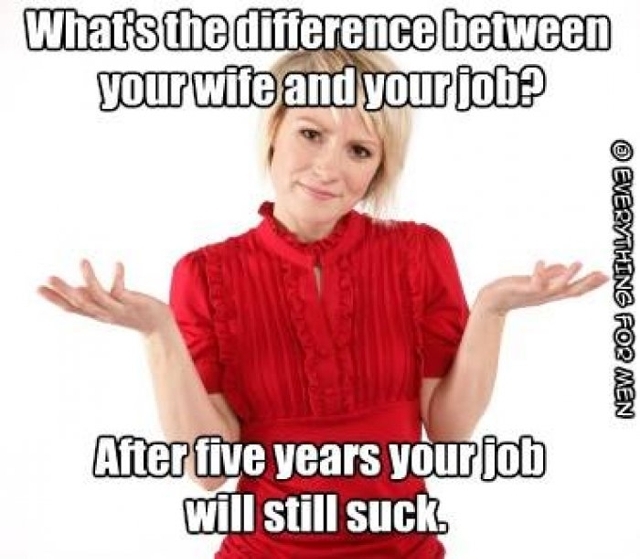 What's the difference between
your wife and your job?
@ EVERYTHING FOR MEN
After five years your job
will still suck.